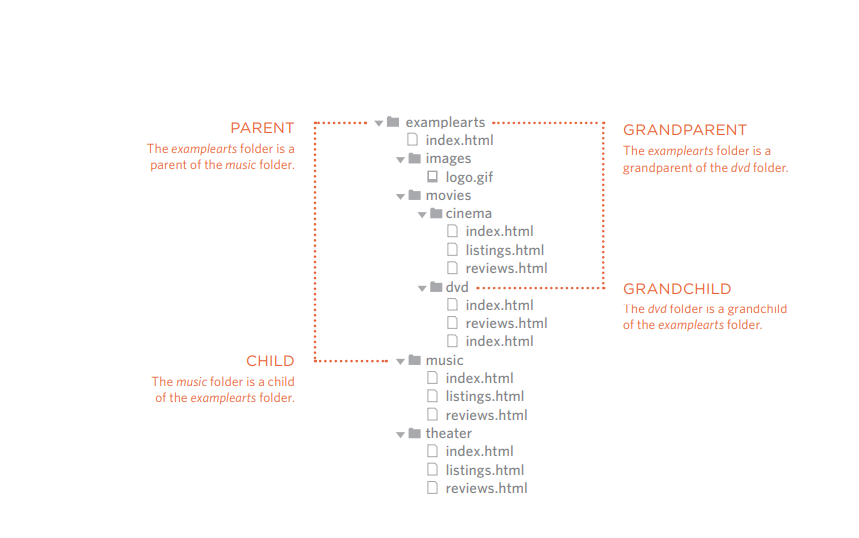 PARENT
The examplearts folder is a
parent of the music folder.
examplearts
index.html
images
logo.gif
movies
cinema
index.html
listings.html
reviews.html
dvd
index.html
reviews.html
index.html
music
index.html
listings.html
reviews.html
theater
index.html
listings.html
reviews.html
GRANDPARENT
The examplearts folder is a
grandparent of the dvd folder.
GRANDCHILD
The dvd folder is a grandchild
of the examplearts folder.
CHILD
The music folder is a child
of the examplearts folder.